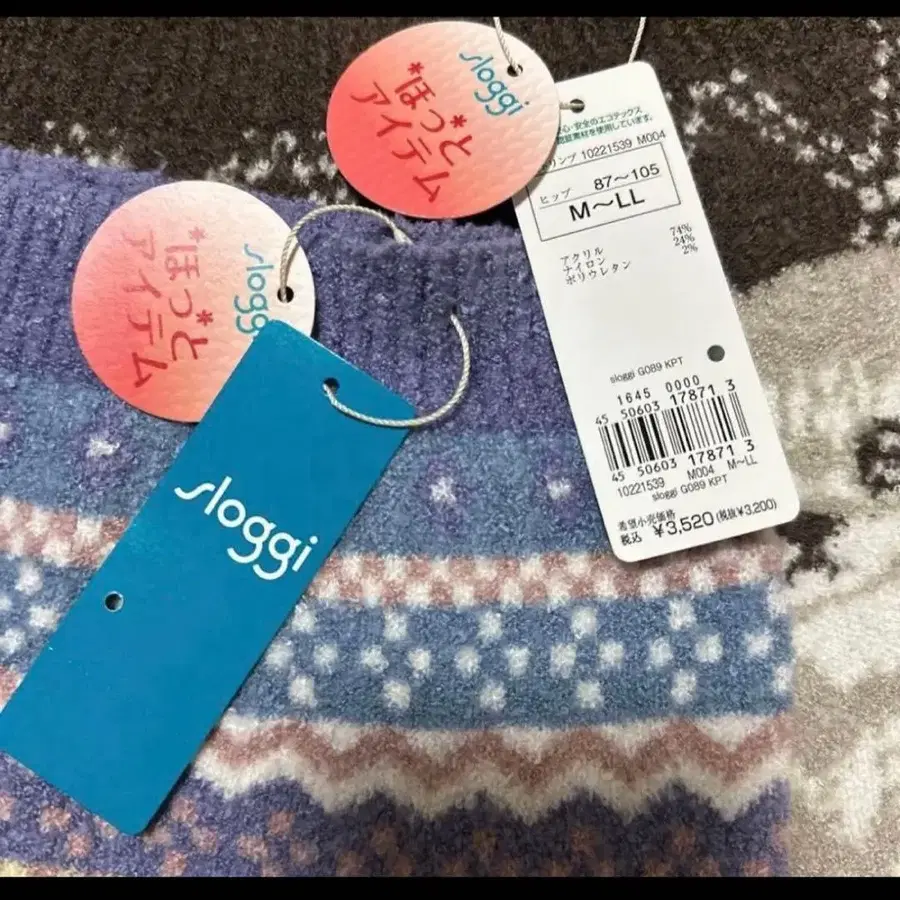 sloggi
*ほっと*
アイテム
sloggi
*ほっと*
アイテム
sloggi
心・安全のエコテックス
認証素材を使用しています。
10221539 M004
ヒップ 87～105
M～LL
アクリル 74%
ナイロン 24%
ポリウレタン 2%
sloggi G089 KPT
1645 0000
45 50603 17871 3
45 50603 17871 3
10221539 M004 M～LL
sloggi G089 KPT
希望小売価格
税込 ¥3,520 (税抜¥3,200)